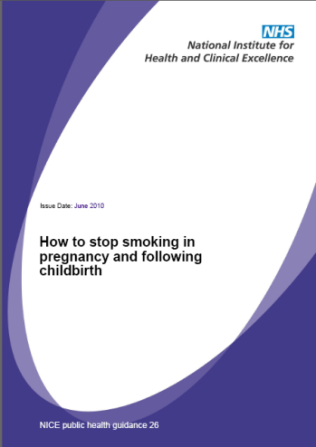 NHS
National Institute for
Health and Clinical Excellence
Issue Date: June 2010
How to stop smoking in
pregnancy and following
childbirth
NICE public health guidance 26